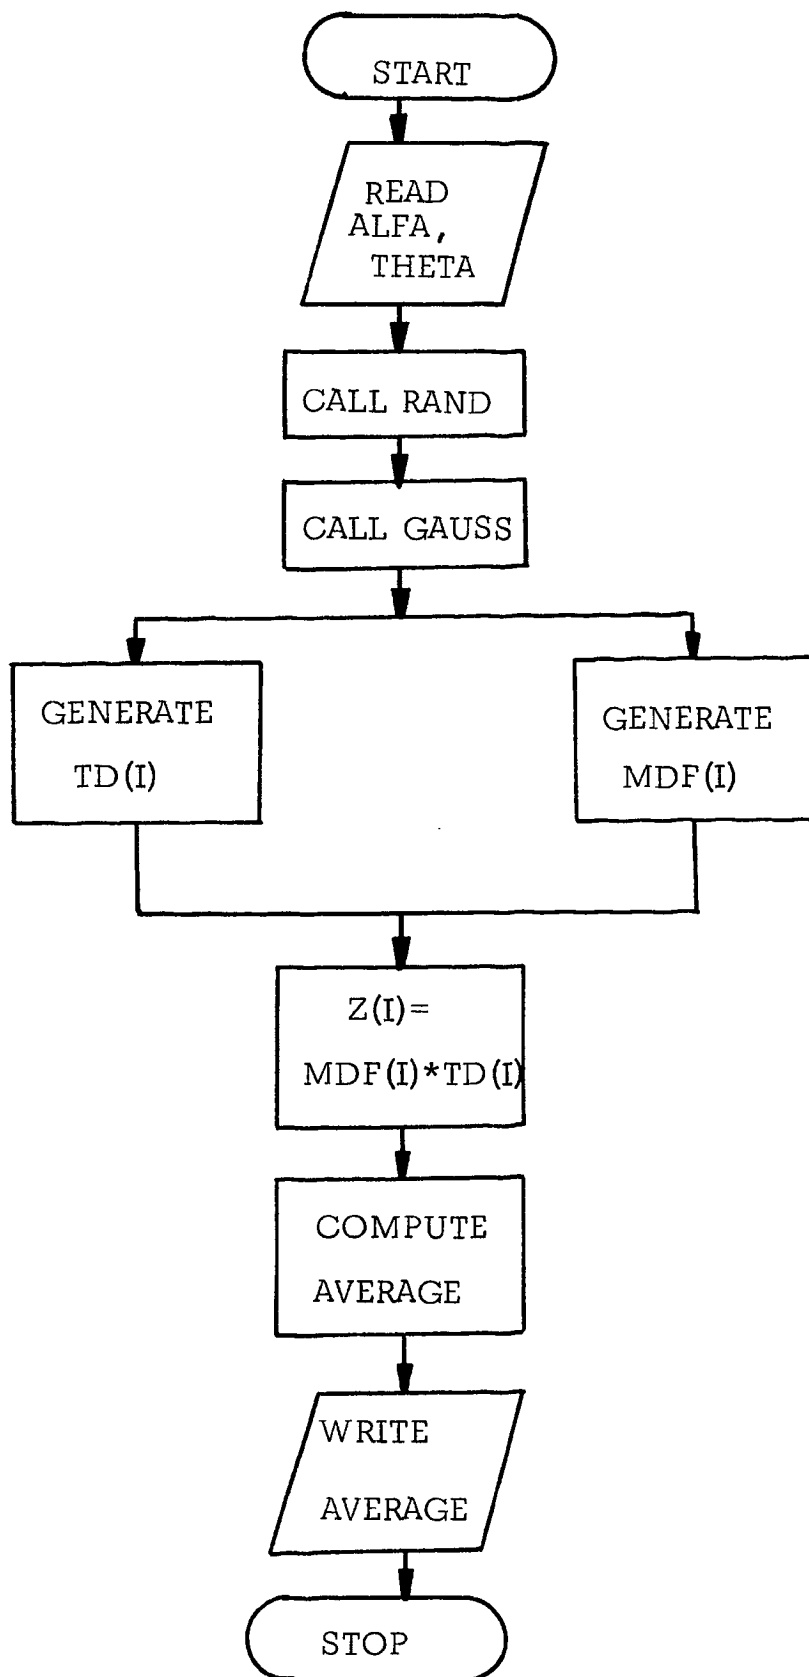 START
READ
ALFA,
THETA
CALL RAND
CALL GAUSS
GENERATE
TD(I)
GENERATE
MDF(I)
Z(I)=
MDF(I)*TD(I)
COMPUTE
AVERAGE
WRITE
AVERAGE
STOP